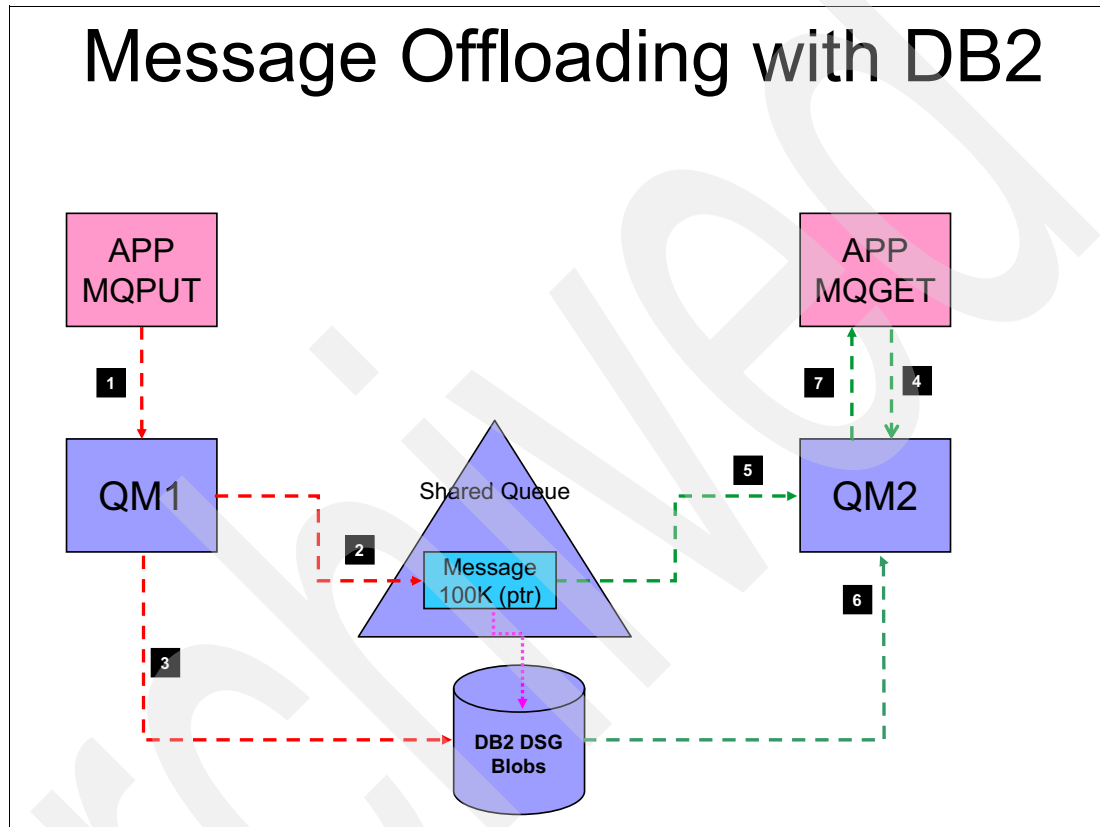 Message Offloading with DB2
APP
MQPUT
APP
MQGET
1
7
4
QM1
Shared Queue
5
QM2
2
Message
100K (ptr)
6
3
DB2 DSG
Blobs